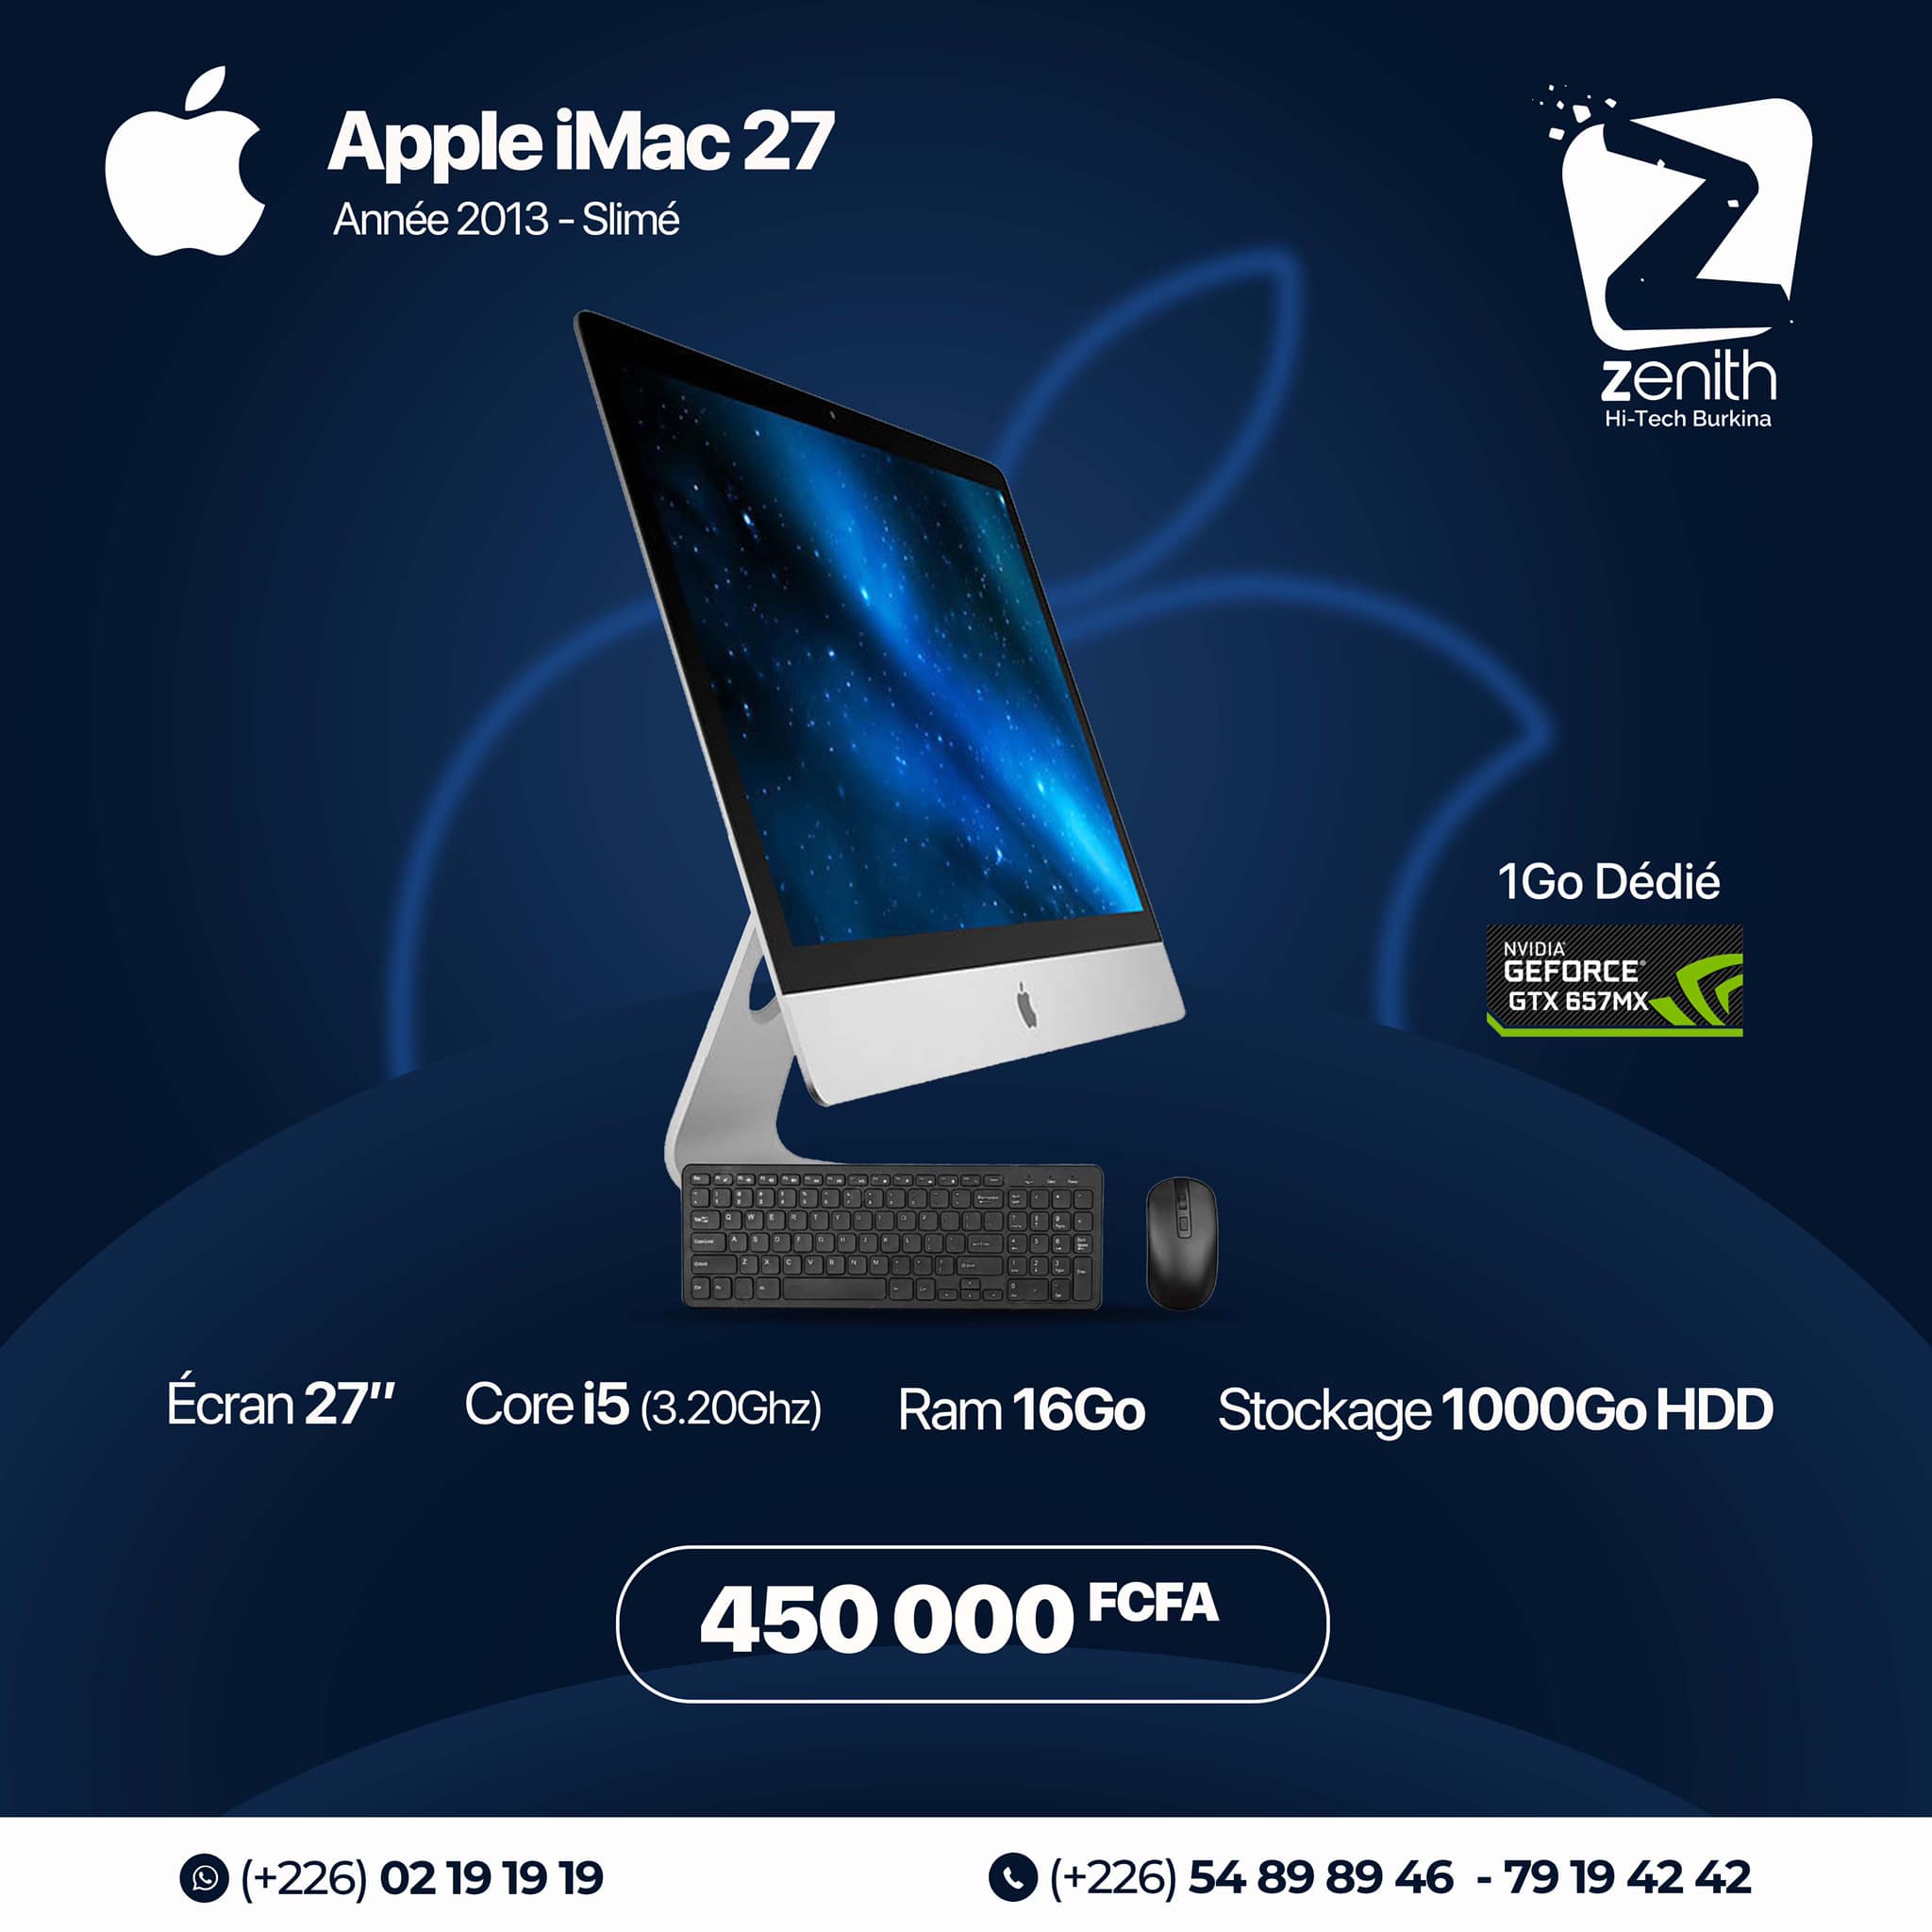 Apple iMac 27
Année 2013 - Slimé
zenith
Hi-Tech Burkina
1Go Dédié
NVIDIA
GEFORCE®
GTX 657MX
Écran 27"
Core i5 (3.20Ghz)
Ram 16Go
Stockage 1000Go HDD
450 000 FCFA
(+226) 02 19 19 19
(+226) 54 89 89 46 - 79 19 42 42